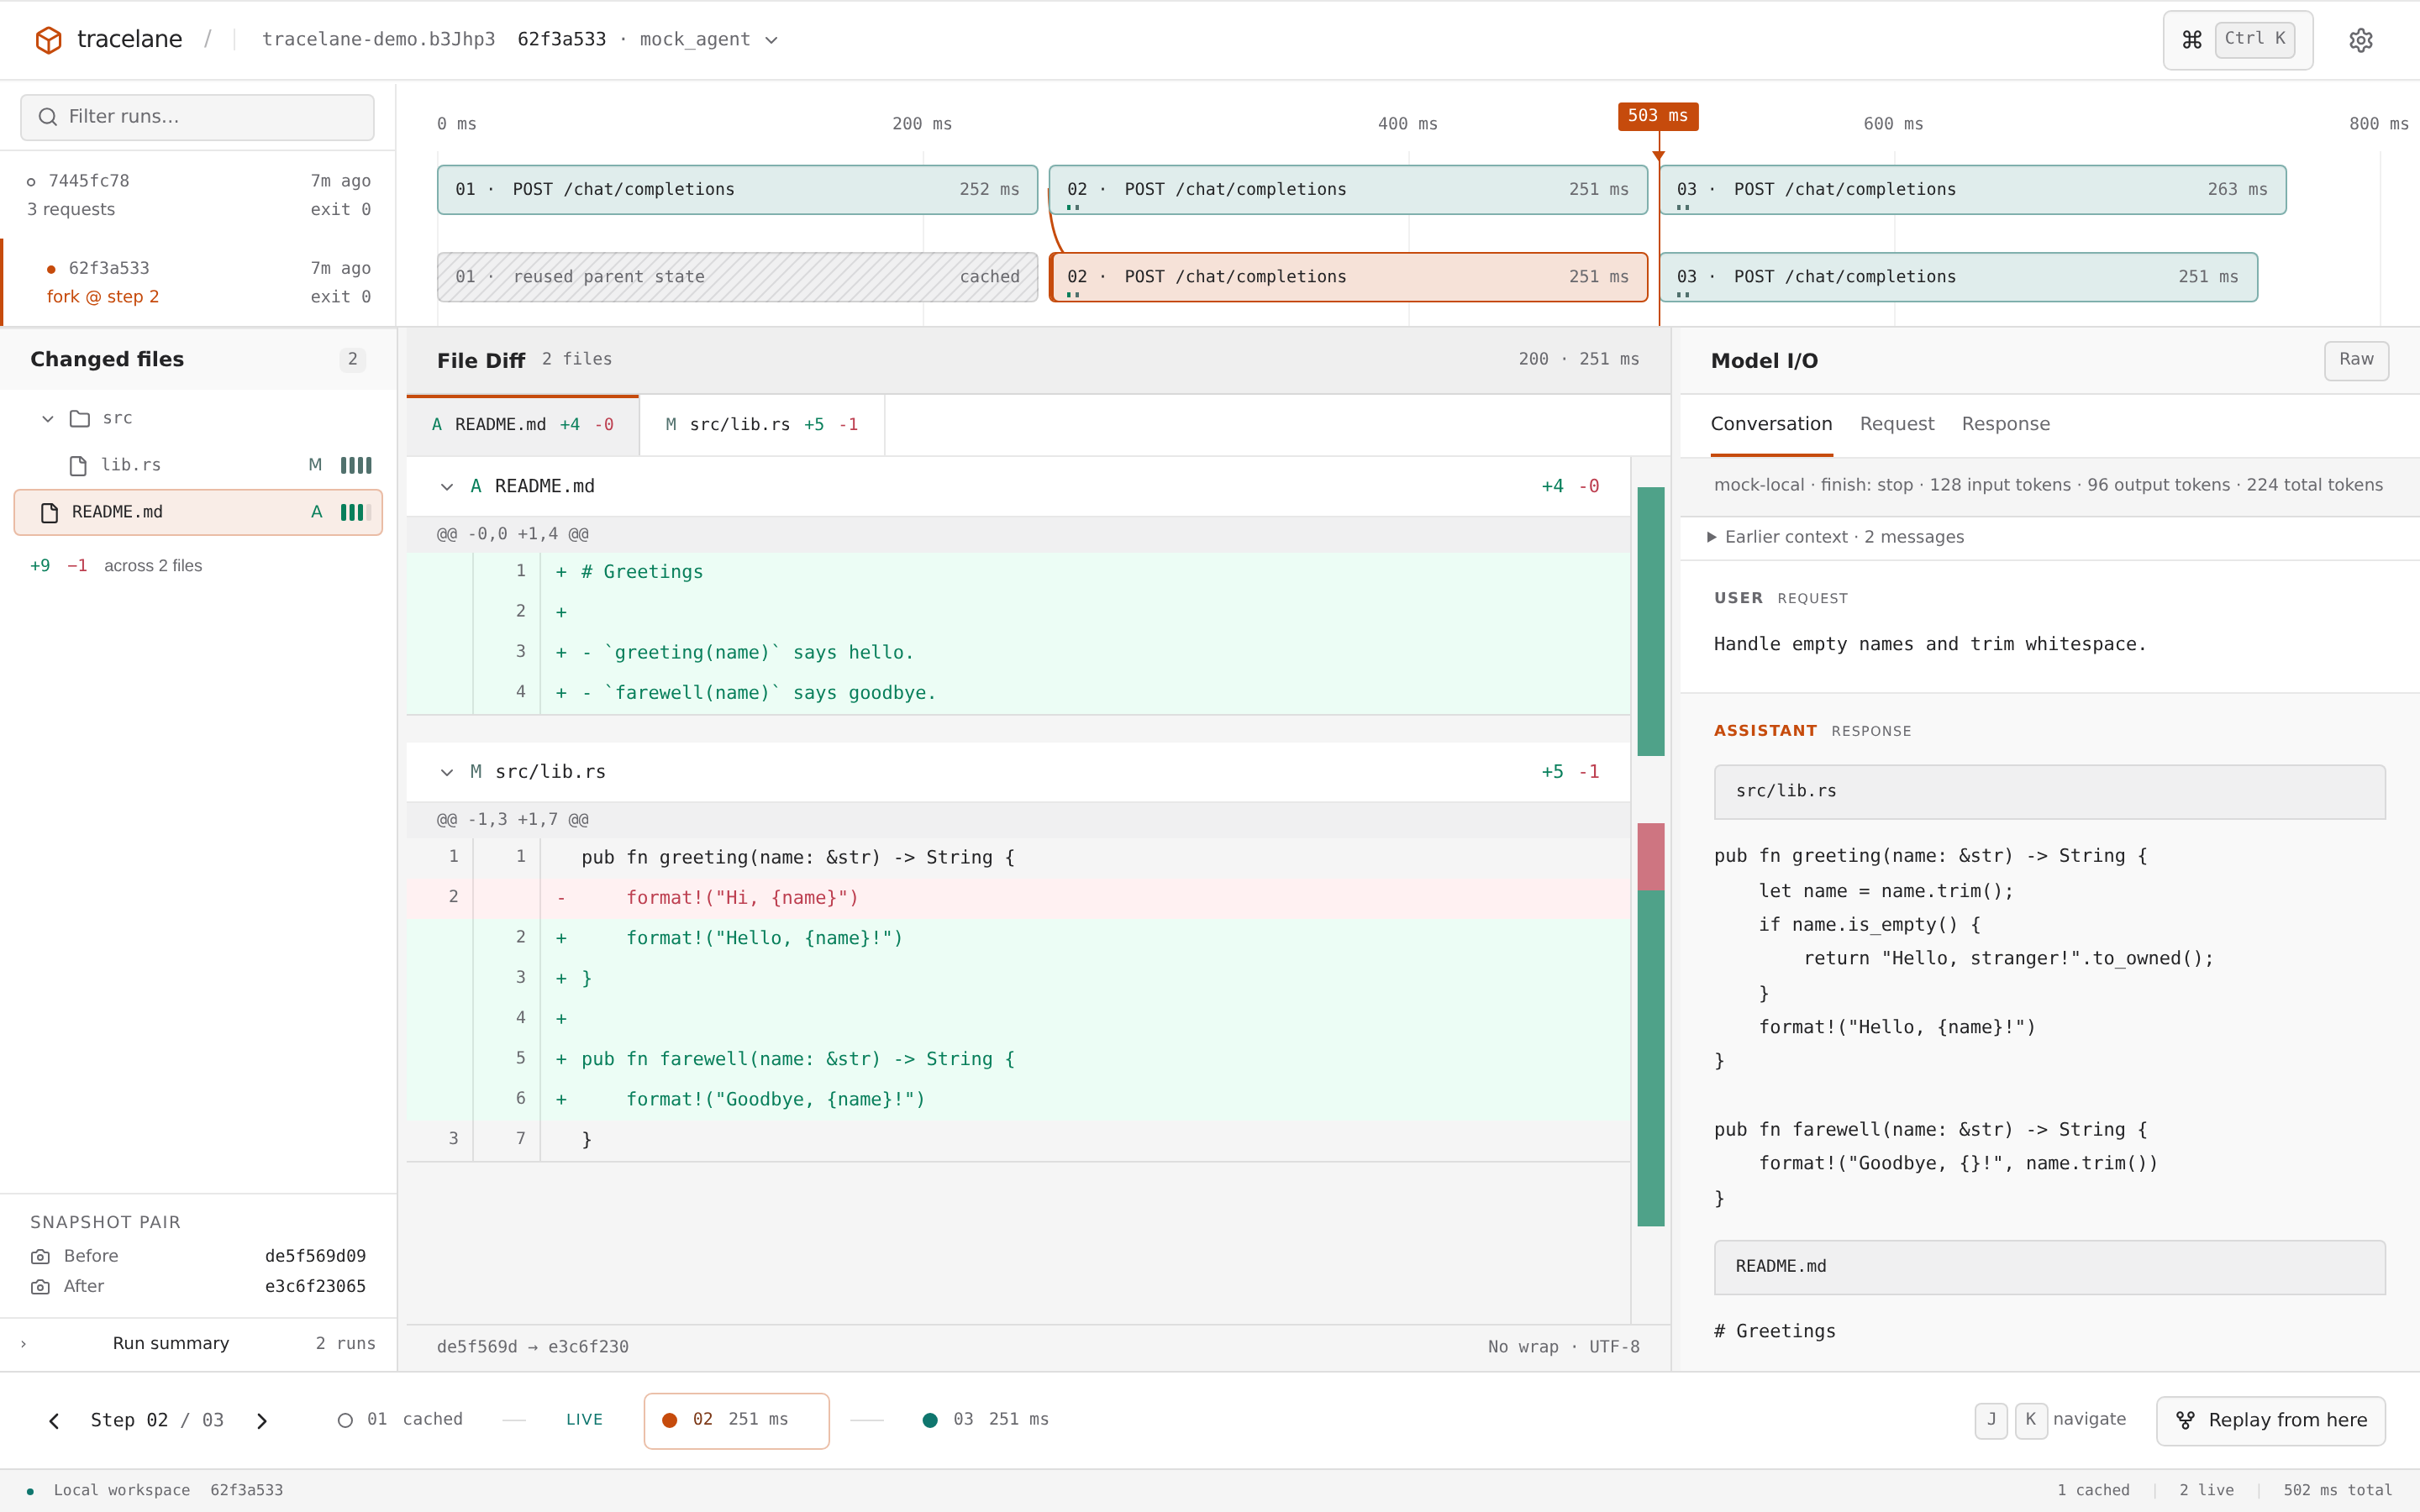 tracelane / tracelane-demo.b3Jhp3 62f3a533 · mock_agent ⌘ Ctrl K
Filter runs...
7445fc78 7m ago
3 requests exit 0
62f3a533 7m ago
fork @ step 2 exit 0
0 ms 200 ms 400 ms 503 ms 600 ms 800 ms
01 · POST /chat/completions 252 ms 02 · POST /chat/completions 251 ms 03 · POST /chat/completions 263 ms
01 · reused parent state cached 02 · POST /chat/completions 251 ms 03 · POST /chat/completions 251 ms
Changed files 2
src
lib.rs M
README.md A
+9 −1 across 2 files
SNAPSHOT PAIR
Before de5f569d09
After e3c6f23065
› Run summary 2 runs
File Diff 2 files 200 · 251 ms
A README.md +4 -0 M src/lib.rs +5 -1
A README.md +4 -0
@@ -0,0 +1,4 @@
1 + # Greetings
2 +
3 + - `greeting(name)` says hello.
4 + - `farewell(name)` says goodbye.
M src/lib.rs +5 -1
@@ -1,3 +1,7 @@
1 1 pub fn greeting(name: &str) -> String {
2 - format!("Hi, {name}")
2 + format!("Hello, {name}!")
3 + }
4 +
5 + pub fn farewell(name: &str) -> String {
6 + format!("Goodbye, {name}!")
3 7 }
de5f569d → e3c6f230 No wrap · UTF-8
Model I/O Raw
Conversation Request Response
mock-local · finish: stop · 128 input tokens · 96 output tokens · 224 total tokens
Earlier context · 2 messages
USER REQUEST
Handle empty names and trim whitespace.
ASSISTANT RESPONSE
src/lib.rs
pub fn greeting(name: &str) -> String {
let name = name.trim();
if name.is_empty() {
return "Hello, stranger!".to_owned();
}
format!("Hello, {name}!")
}
pub fn farewell(name: &str) -> String {
format!("Goodbye, {}!", name.trim())
}
README.md
# Greetings
Step 02 / 03 01 cached LIVE 02 251 ms 03 251 ms J K navigate Replay from here
Local workspace 62f3a533 1 cached 2 live 502 ms total